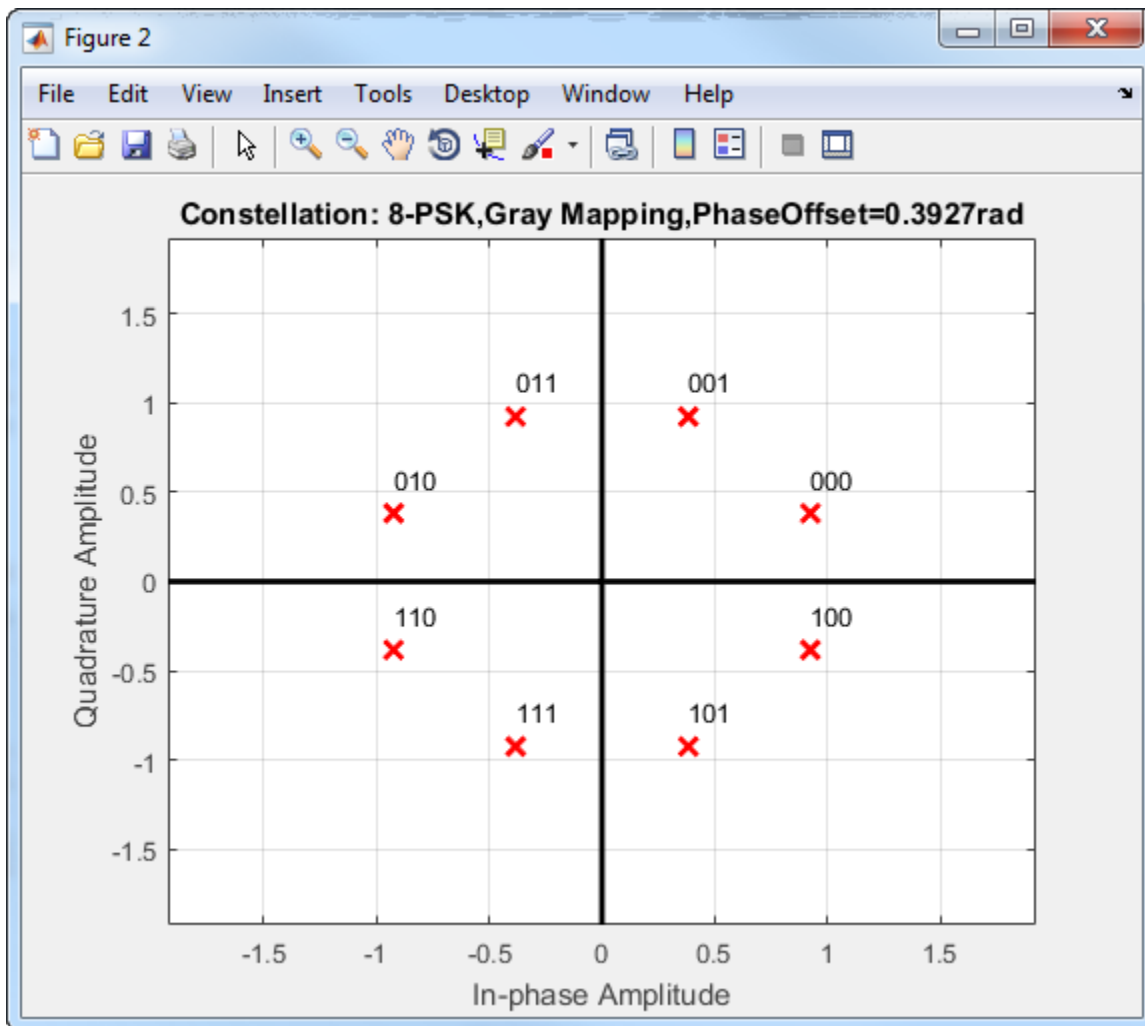 Figure 2
File Edit View Insert Tools Desktop Window Help
Constellation: 8-PSK,Gray Mapping,PhaseOffset=0.3927rad
1.5
011 001
1
010 000
0.5
0
110 100
-0.5
111 101
-1
-1.5
Quadrature Amplitude
-1.5 -1 -0.5 0 0.5 1 1.5
In-phase Amplitude